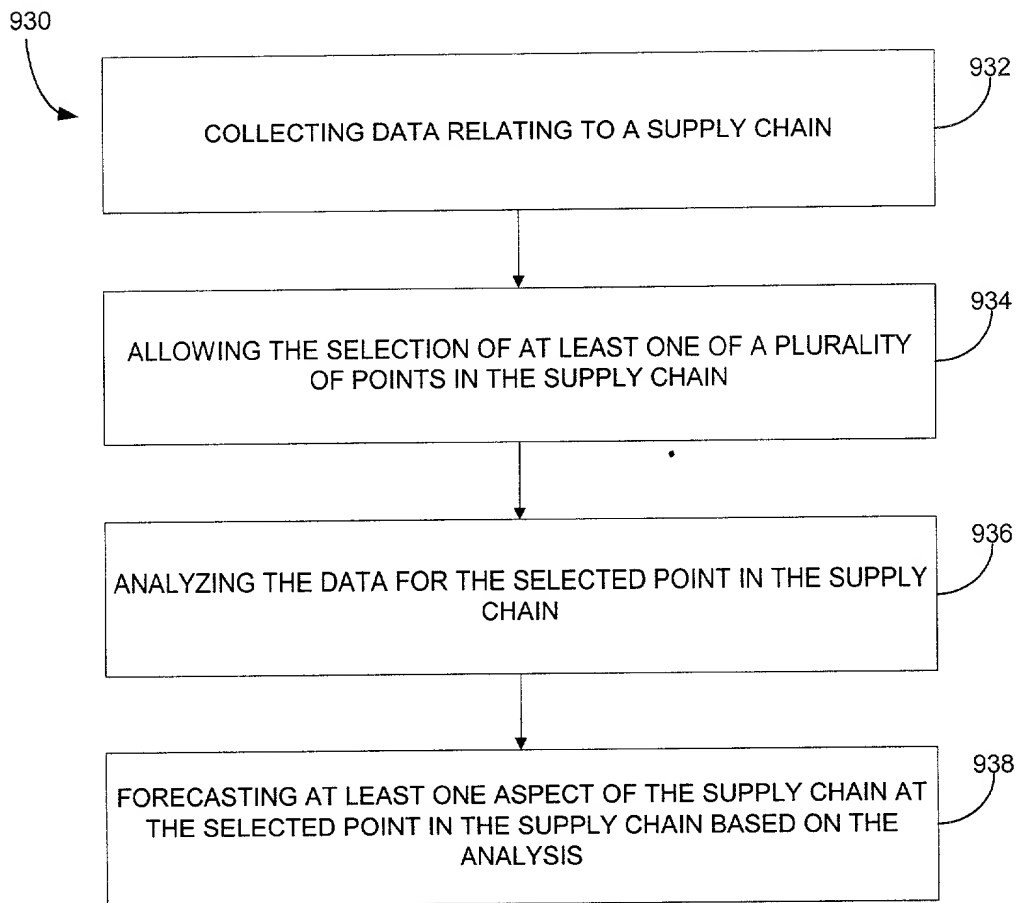 930
932
COLLECTING DATA RELATING TO A SUPPLY CHAIN
934
ALLOWING THE SELECTION OF AT LEAST ONE OF A PLURALITY
OF POINTS IN THE SUPPLY CHAIN
936
ANALYZING THE DATA FOR THE SELECTED POINT IN THE SUPPLY
CHAIN
938
FORECASTING AT LEAST ONE ASPECT OF THE SUPPLY CHAIN AT
THE SELECTED POINT IN THE SUPPLY CHAIN BASED ON THE
ANALYSIS